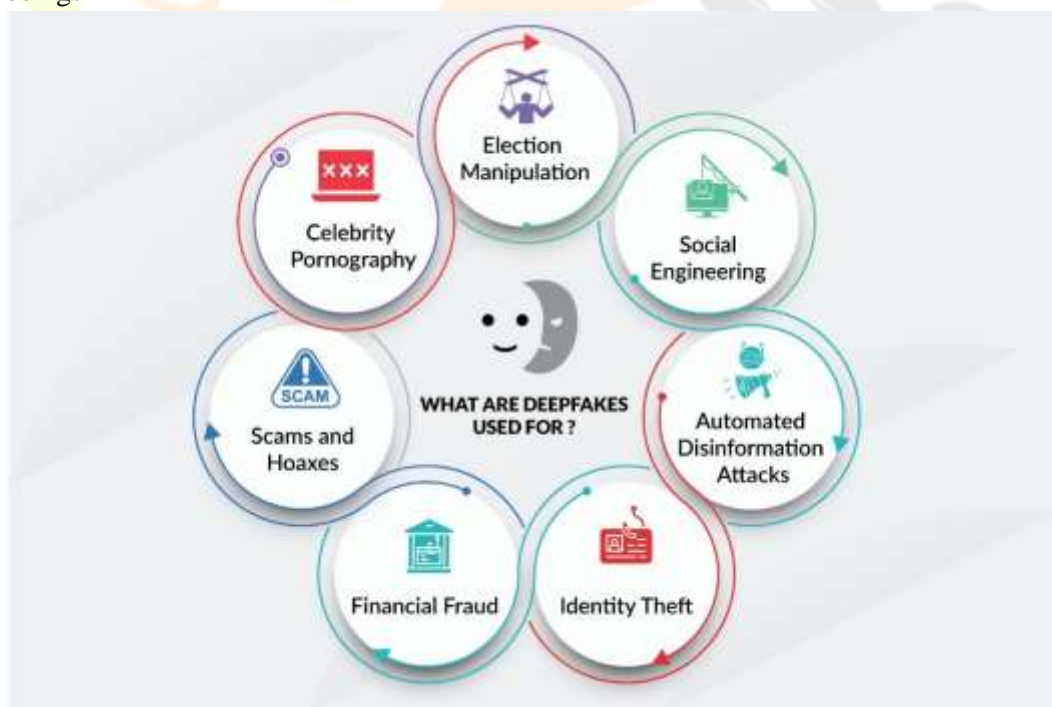 Election
Manipulation
Social
Engineering
Automated
Disinformation
Attacks
Identity Theft
Financial Fraud
SCAM
Scams and
Hoaxes
XXX
Celebrity
Pornography
WHAT ARE DEEPFAKES
USED FOR ?